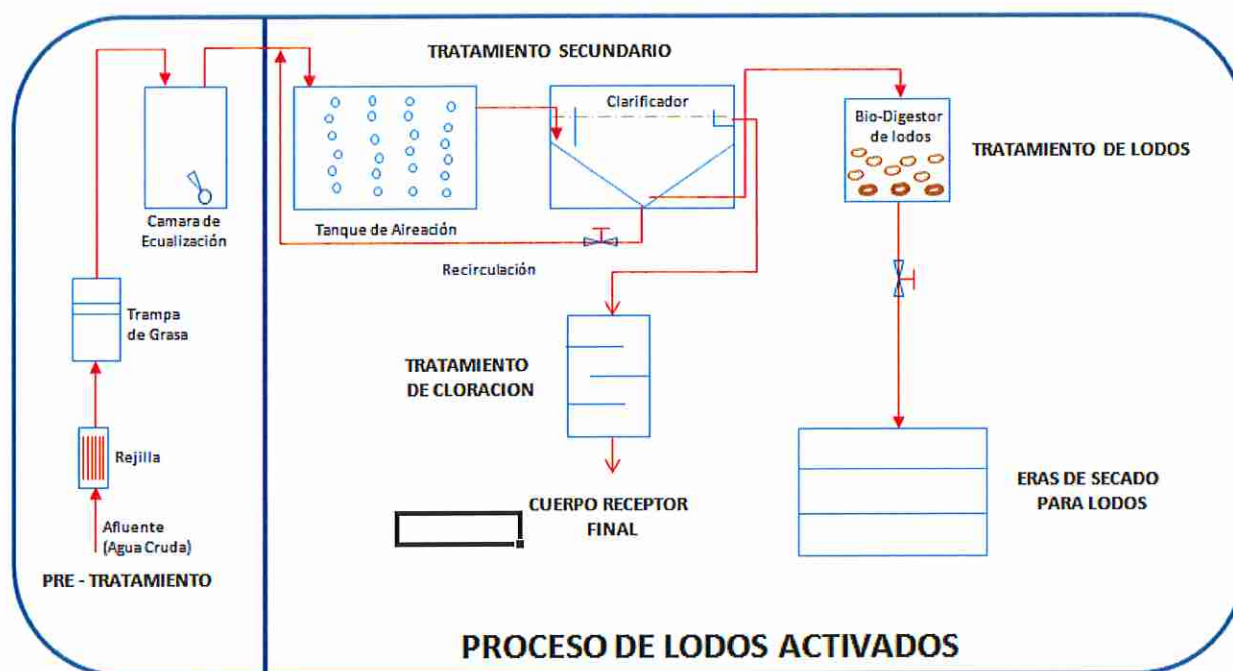 TRATAMIENTO SECUNDARIO
Clarificador
Bio-Digestor
de lodos
TRATAMIENTO DE LODOS
Camara de
Ecualización
Tanque de Aireación
Recirculación
Trampa
de Grasa
TRATAMIENTO
DE CLORACION
Rejilla
ERAS DE SECADO
PARA LODOS
CUERPO RECEPTOR
FINAL
Afluente
(Agua Cruda)
PRE - TRATAMIENTO
PROCESO DE LODOS ACTIVADOS